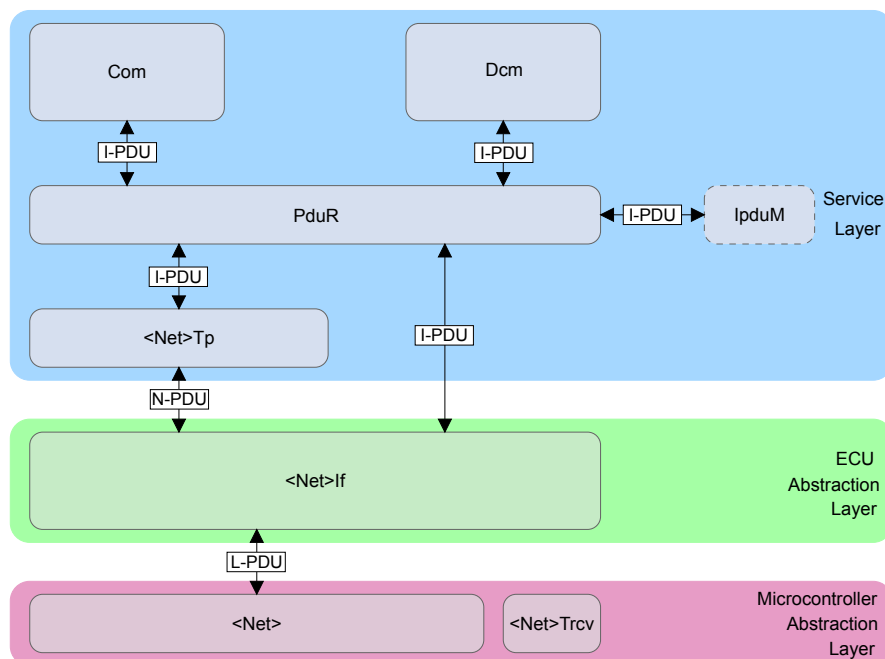 Com
Dcm
I-PDU
I-PDU
PduR
I-PDU
IpduM
Service
Layer
I-PDU
I-PDU
<Net>Tp
N-PDU
<Net>If
ECU
Abstraction
Layer
L-PDU
<Net>
<Net>Trcv
Microcontroller
Abstraction
Layer